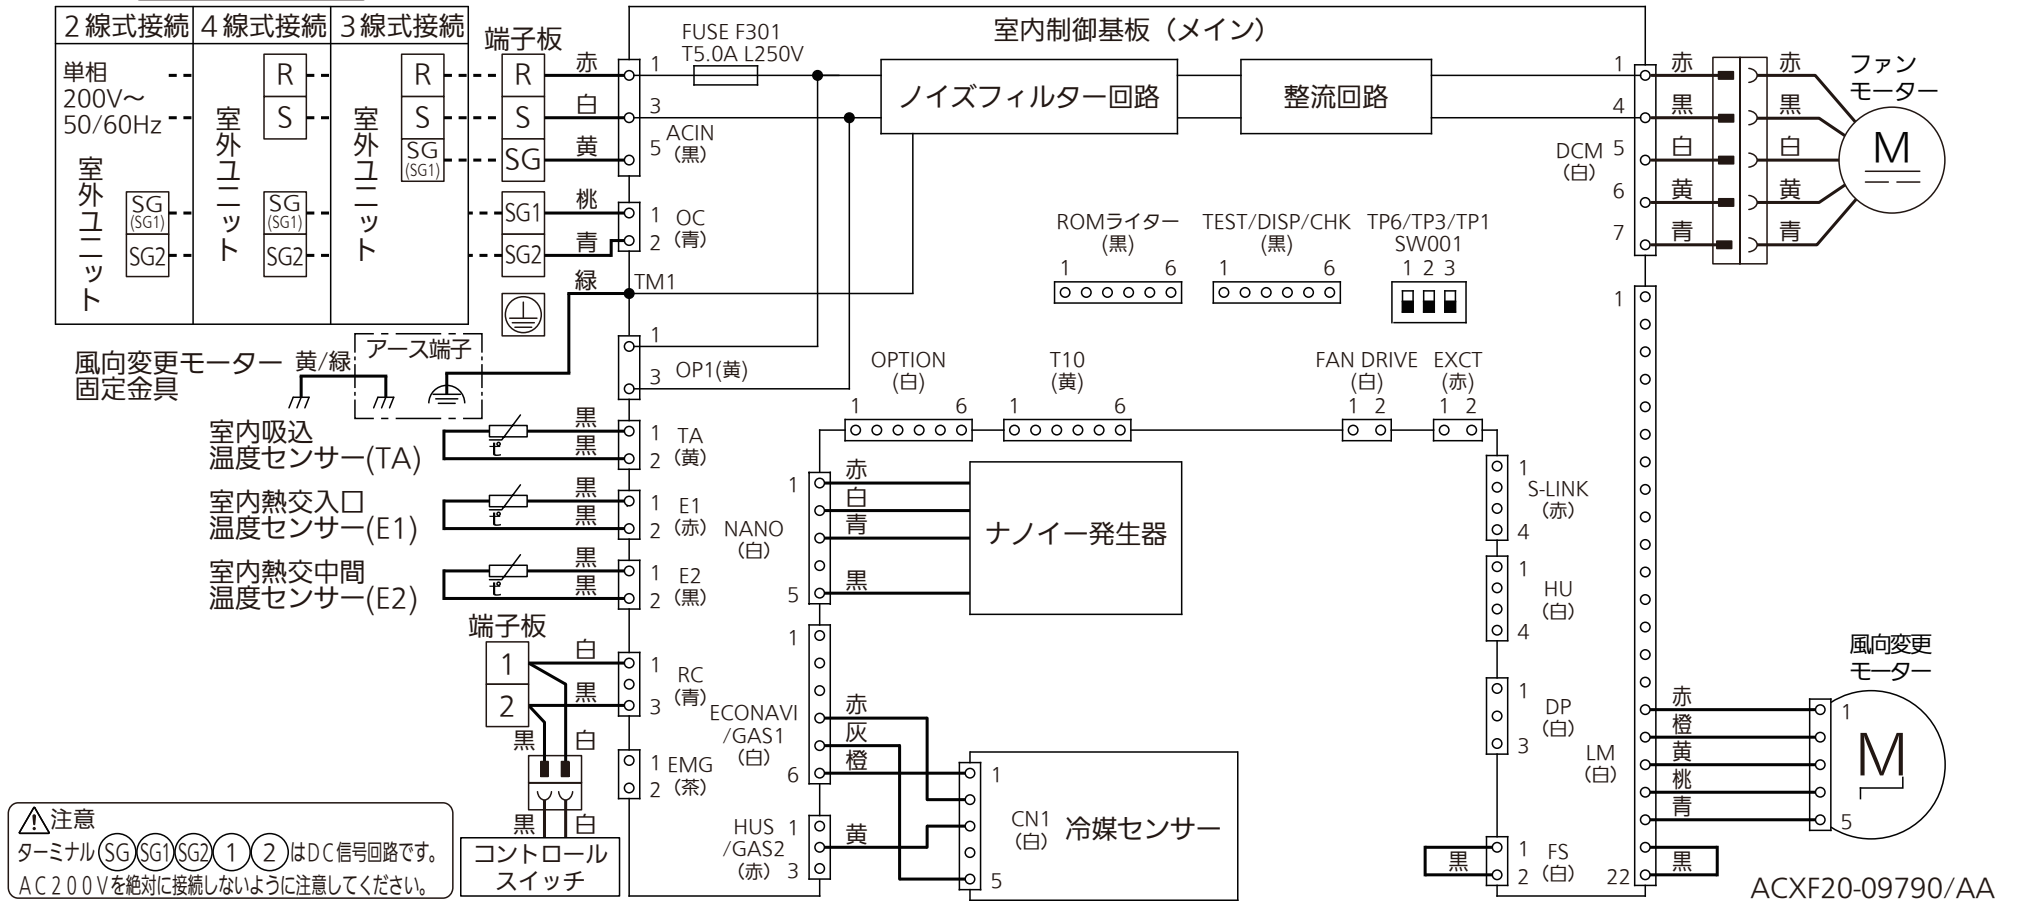 2線式接続
4線式接続
3線式接続
単相
200V～
50/60Hz
室外ユニット
SG
(SG1)
SG2
R
S
室外ユニット
SG
(SG1)
SG2
R
S
SG
(SG1)
室外ユニット
端子板
R
S
SG
SG1
SG2
赤
白
黄
桃
青
緑
室内制御基板（メイン）
FUSE F301
T5.0A L250V
1
3
5
ACIN
(黒)
1
2
OC
(青)
TM1
1
3
OP1(黄)
ノイズフィルター回路
整流回路
1
4
5
6
7
DCM
(白)
赤
黒
白
黄
青
赤
黒
白
黄
青
ファン
モーター
M
ROMライター
(黒)
1 6
TEST/DISP/CHK
(黒)
1 6
TP6/TP3/TP1
SW001
1 2 3
風向変更モーター
固定金具
黄/緑
アース端子
室内吸込
温度センサー(TA)
ピ
黒
黒
1
2
TA
(黄)
室内熱交入口
温度センサー(E1)
ピ
黒
黒
1
2
E1
(赤)
室内熱交中間
温度センサー(E2)
ピ
黒
黒
1
2
E2
(黒)
OPTION
(白)
1 6
T10
(黄)
1 6
FAN DRIVE
(白)
1 2
EXCT
(赤)
1 2
NANO
(白)
1
5
赤
白
青
黒
ナノイー発生器
1
4
S-LINK
(赤)
1
4
HU
(白)
1
3
DP
(白)
1
2
FS
(白)
黒
端子板
1
2
白
黒
1
3
RC
(青)
黒
白
黒
白
コントロール
スイッチ
1
2
EMG
(茶)
ECONAVI
/GAS1
(白)
1
6
赤
灰
橙
HUS
/GAS2
(赤)
1
3
黄
1
5
CN1
(白)
冷媒センサー
1
22
LM
(白)
赤
橙
黄
桃
青
黒
1
5
風向変更
モーター
M
注意
ターミナルSG SG1 SG2 1 2はDC信号回路です。
AC200Vを絶対に接続しないように注意してください。
ACXF20-09790/AA